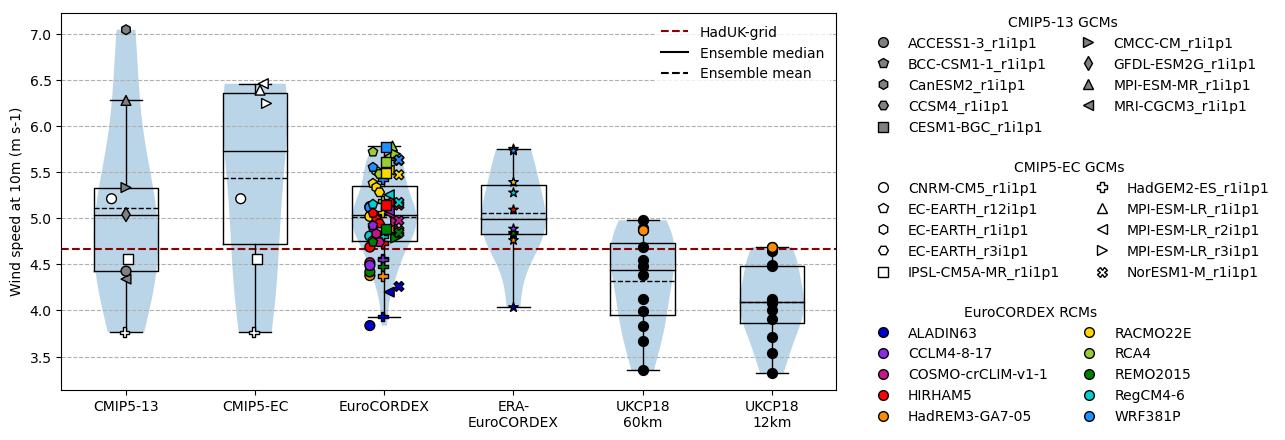 Wind speed at 10m (m s-1)
7.0
6.5
6.0
5.5
5.0
4.5
4.0
3.5
HadUK-grid
Ensemble median
Ensemble mean
CMIP5-13
CMIP5-EC
EuroCORDEX
ERA-
EuroCORDEX
UKCP18
60km
UKCP18
12km
CMIP5-13 GCMs
ACCESS1-3_r1i1p1
BCC-CSM1-1_r1i1p1
CanESM2_r1i1p1
CCSM4_r1i1p1
CESM1-BGC_r1i1p1
CMCC-CM_r1i1p1
GFDL-ESM2G_r1i1p1
MPI-ESM-MR_r1i1p1
MRI-CGCM3_r1i1p1
CMIP5-EC GCMs
CNRM-CM5_r1i1p1
EC-EARTH_r12i1p1
EC-EARTH_r1i1p1
EC-EARTH_r3i1p1
IPSL-CM5A-MR_r1i1p1
HadGEM2-ES_r1i1p1
MPI-ESM-LR_r1i1p1
MPI-ESM-LR_r2i1p1
MPI-ESM-LR_r3i1p1
NorESM1-M_r1i1p1
EuroCORDEX RCMs
ALADIN63
CCLM4-8-17
COSMO-crCLIM-v1-1
HIRHAM5
HadREM3-GA7-05
RACMO22E
RCA4
REMO2015
RegCM4-6
WRF381P